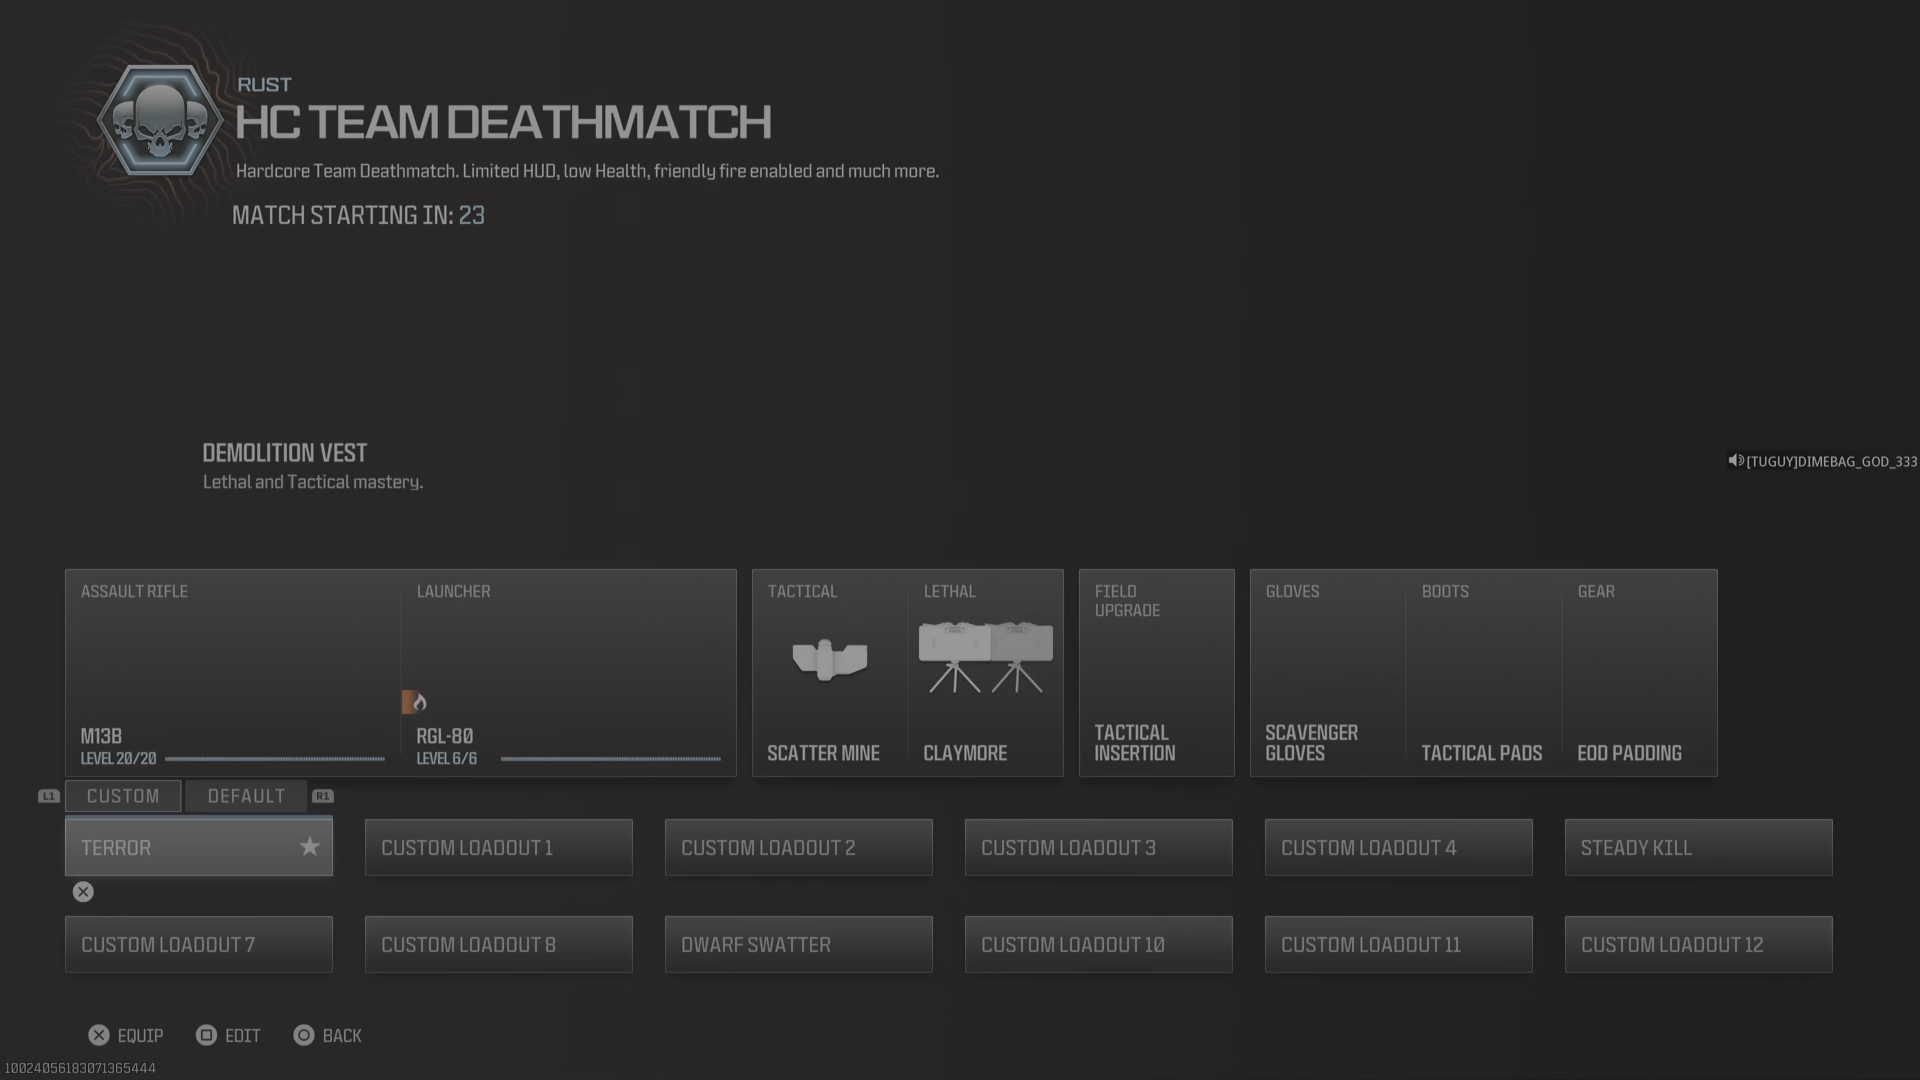 RUST
HC TEAM DEATHMATCH
Hardcore Team Deathmatch. Limited HUD, low Health, friendly fire enabled and much more.
MATCH STARTING IN: 23
DEMOLITION VEST
Lethal and Tactical mastery.
[TUGUY]DIMEBAG_GOD_333
ASSAULT RIFLE
M13B
LEVEL 20/20
LAUNCHER
RGL-80
LEVEL 6/6
TACTICAL
SCATTER MINE
LETHAL
CLAYMORE
FIELD
UPGRADE
TACTICAL
INSERTION
GLOVES
SCAVENGER
GLOVES
BOOTS
TACTICAL PADS
GEAR
EOD PADDING
L1 CUSTOM DEFAULT R1
TERROR
CUSTOM LOADOUT 1
CUSTOM LOADOUT 2
CUSTOM LOADOUT 3
CUSTOM LOADOUT 4
STEADY KILL
CUSTOM LOADOUT 7
CUSTOM LOADOUT 8
DWARF SWATTER
CUSTOM LOADOUT 10
CUSTOM LOADOUT 11
CUSTOM LOADOUT 12
EQUIP EDIT BACK
10024056183071365444